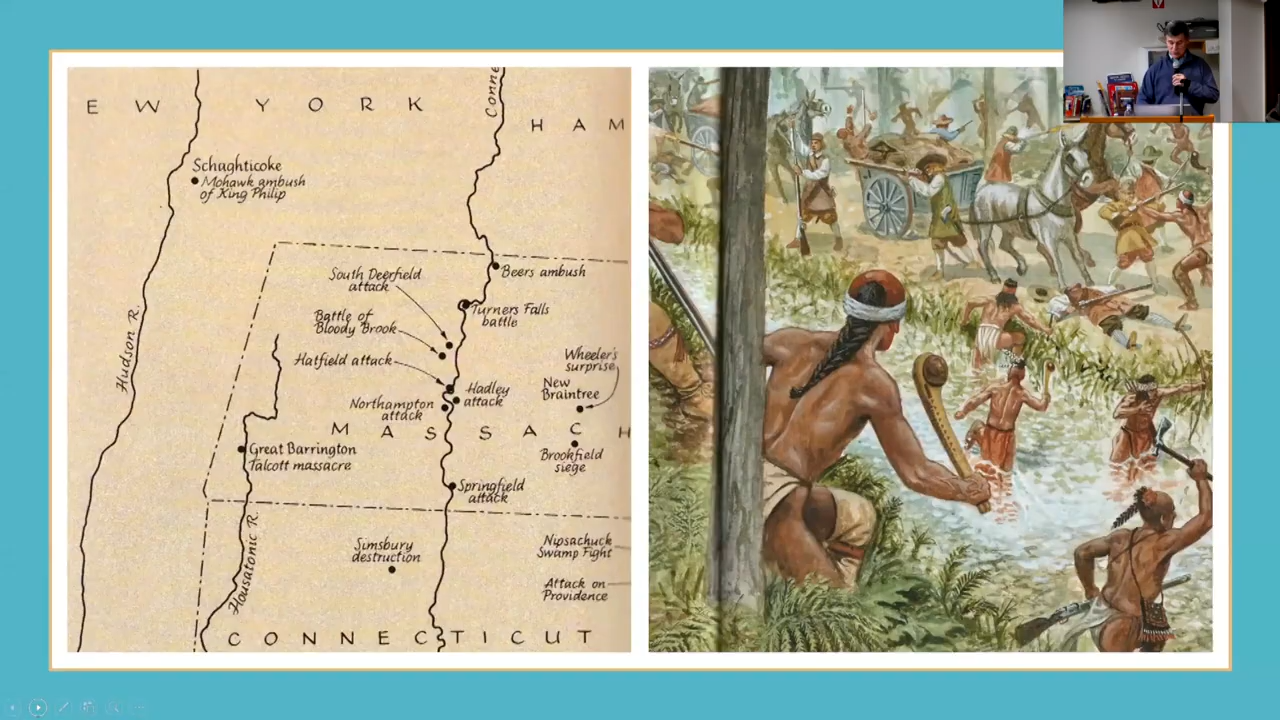 E W Y O R K
Conne
H A M
Schaghticoke
Mohawk ambush
of King Philip
South Deerfield
attack
Beers ambush
Turners Falls
battle
Battle of
Bloody Brook
Hudson R.
Hatfield attack
Wheeler's
surprise
New
Braintree
Hadley
attack
Northampton
attack
M A S S A C H
Great Barrington
Talcott massacre
Brookfield
siege
Springfield
attack
Housatonic R.
Simsbury
destruction
Nipsachuck
Swamp Fight
Attack on
Providence
C O N N E C T I C U T